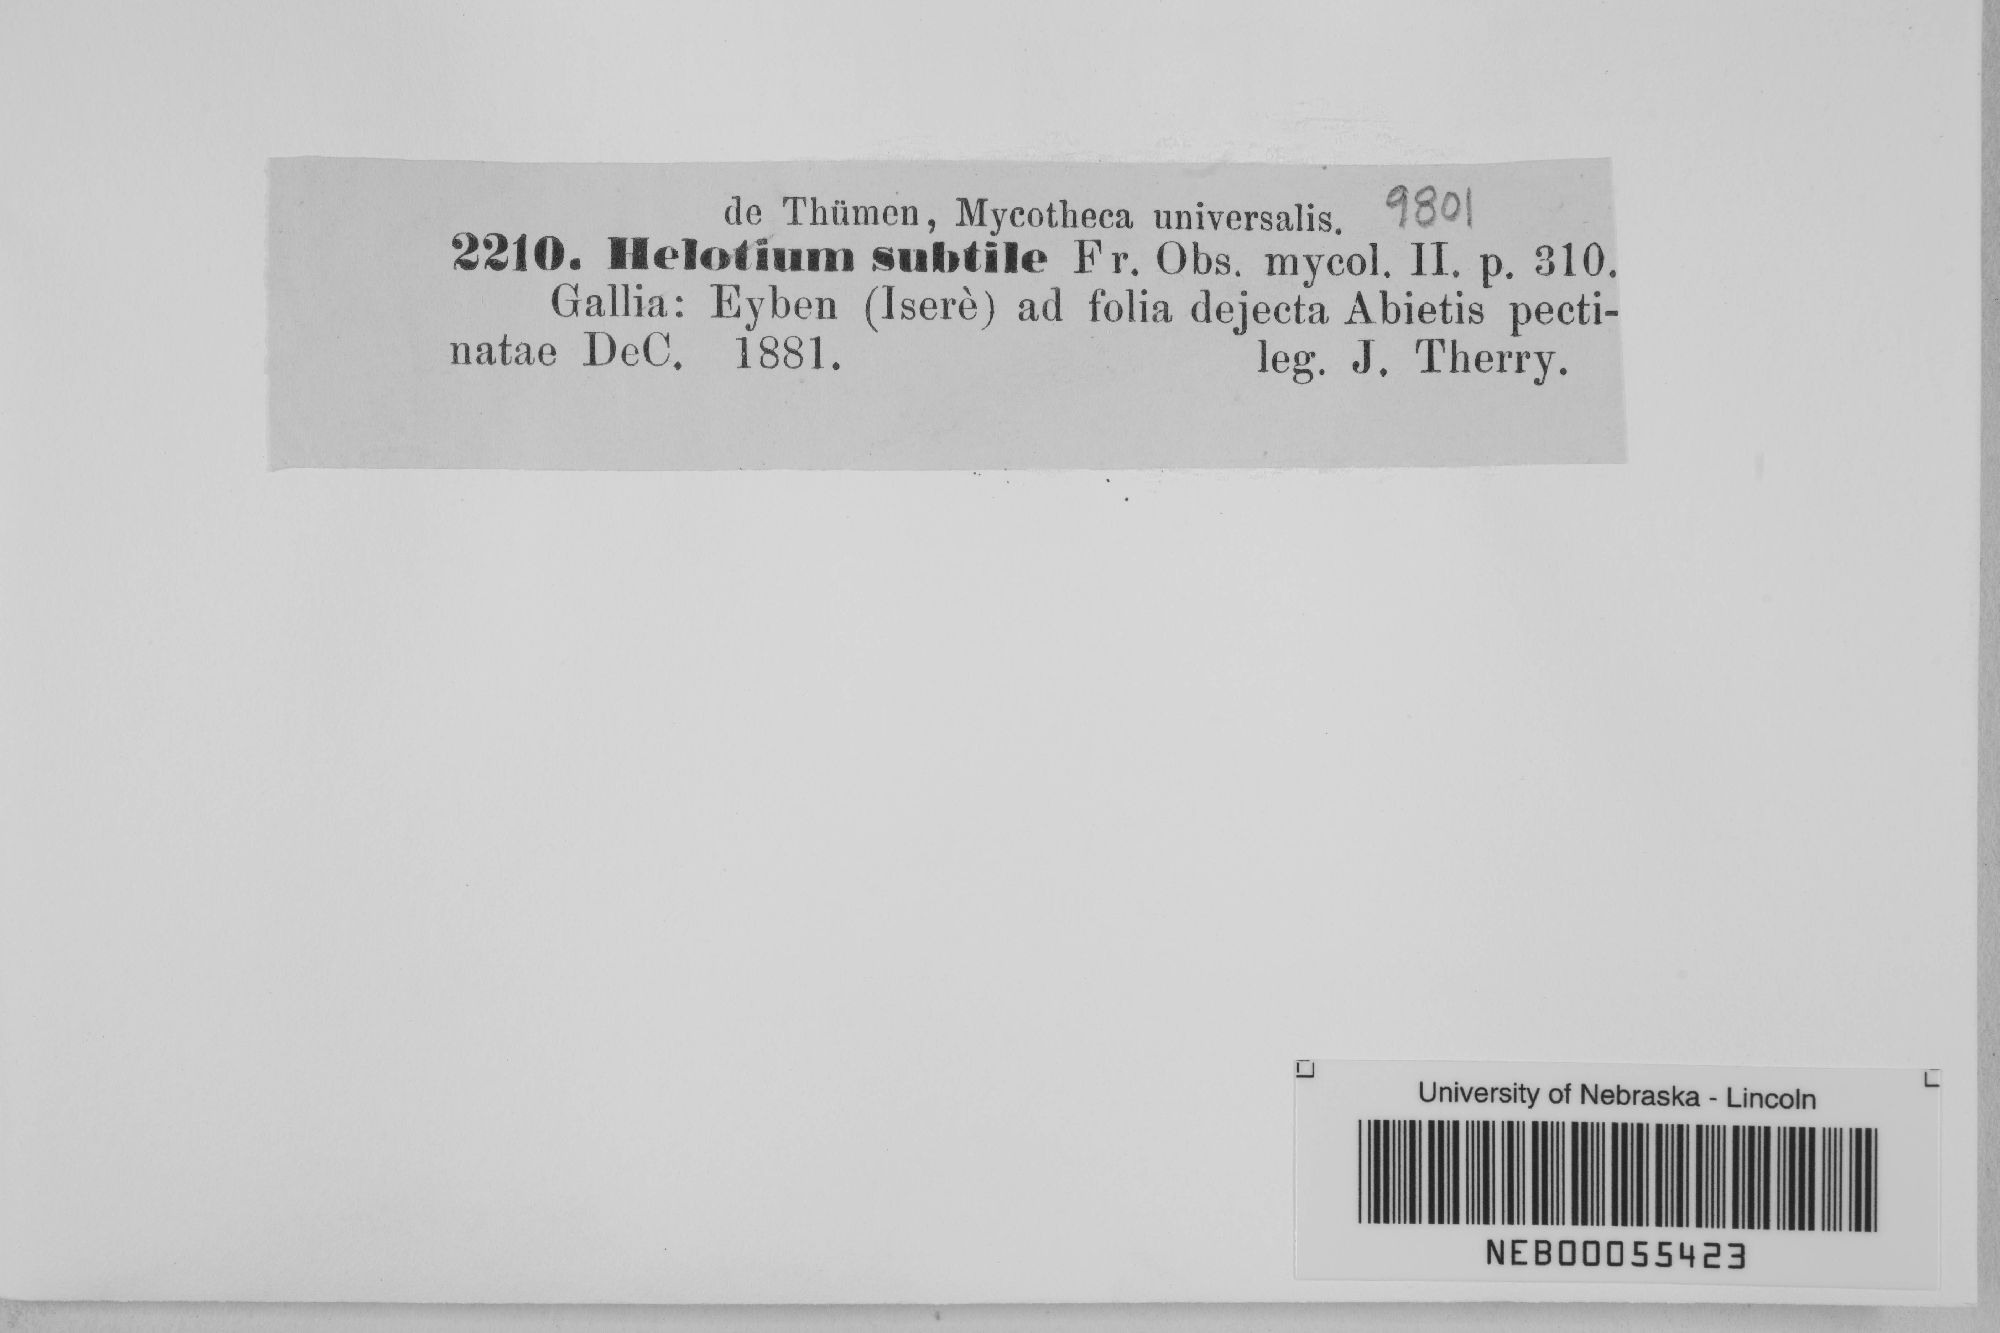 de Thümen, Mycotheca universalis. 9801
2210. Helotium subtile Fr. Obs. mycol. II. p. 310.
Gallia: Eyben (Iserè) ad folia dejecta Abietis pecti-
natae DeC. 1881. leg. J. Therry.
University of Nebraska - Lincoln
NEB00055423